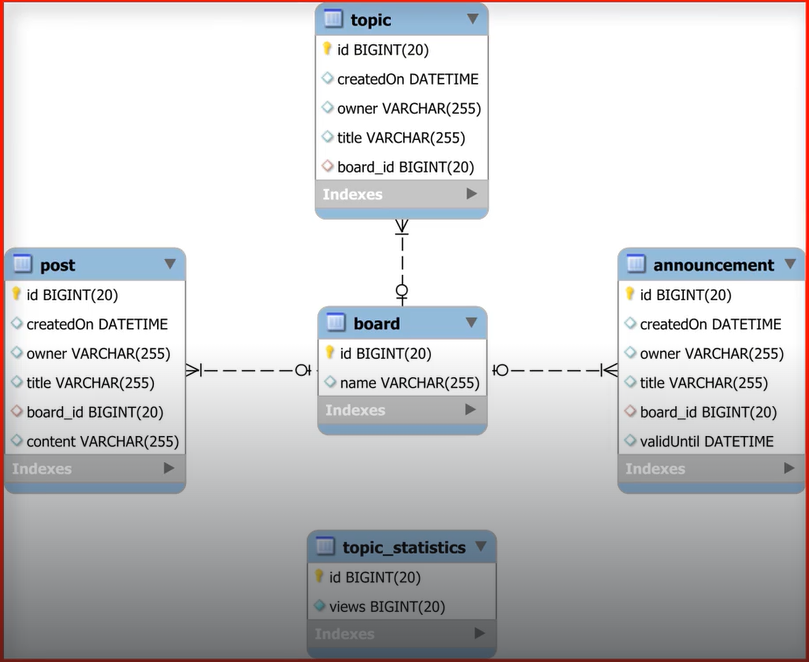 topic
id BIGINT(20)
createdOn DATETIME
owner VARCHAR(255)
title VARCHAR(255)
board_id BIGINT(20)
Indexes
post
id BIGINT(20)
createdOn DATETIME
owner VARCHAR(255)
title VARCHAR(255)
board_id BIGINT(20)
content VARCHAR(255)
Indexes
board
id BIGINT(20)
name VARCHAR(255)
Indexes
announcement
id BIGINT(20)
createdOn DATETIME
owner VARCHAR(255)
title VARCHAR(255)
board_id BIGINT(20)
validUntil DATETIME
Indexes
topic_statistics
id BIGINT(20)
views BIGINT(20)
Indexes